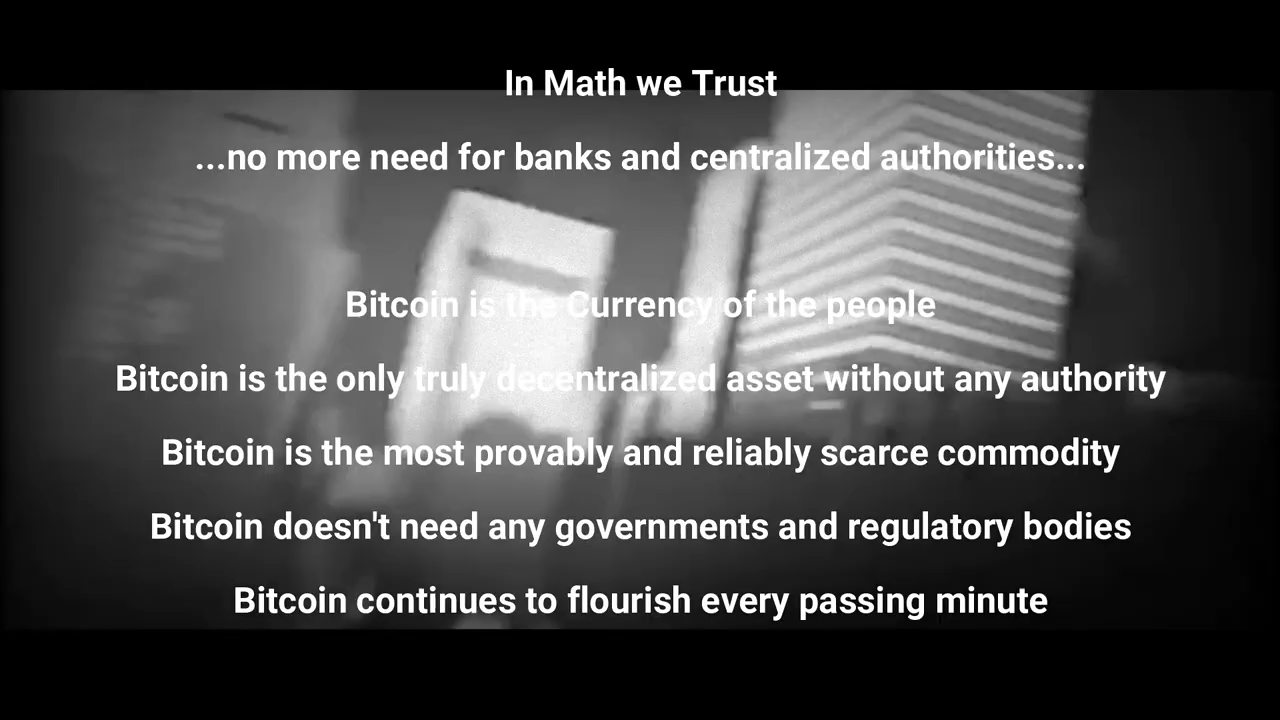 In Math we Trust
...no more need for banks and centralized authorities...
Bitcoin is the Currency of the people
Bitcoin is the only truly decentralized asset without any authority
Bitcoin is the most provably and reliably scarce commodity
Bitcoin doesn't need any governments and regulatory bodies
Bitcoin continues to flourish every passing minute